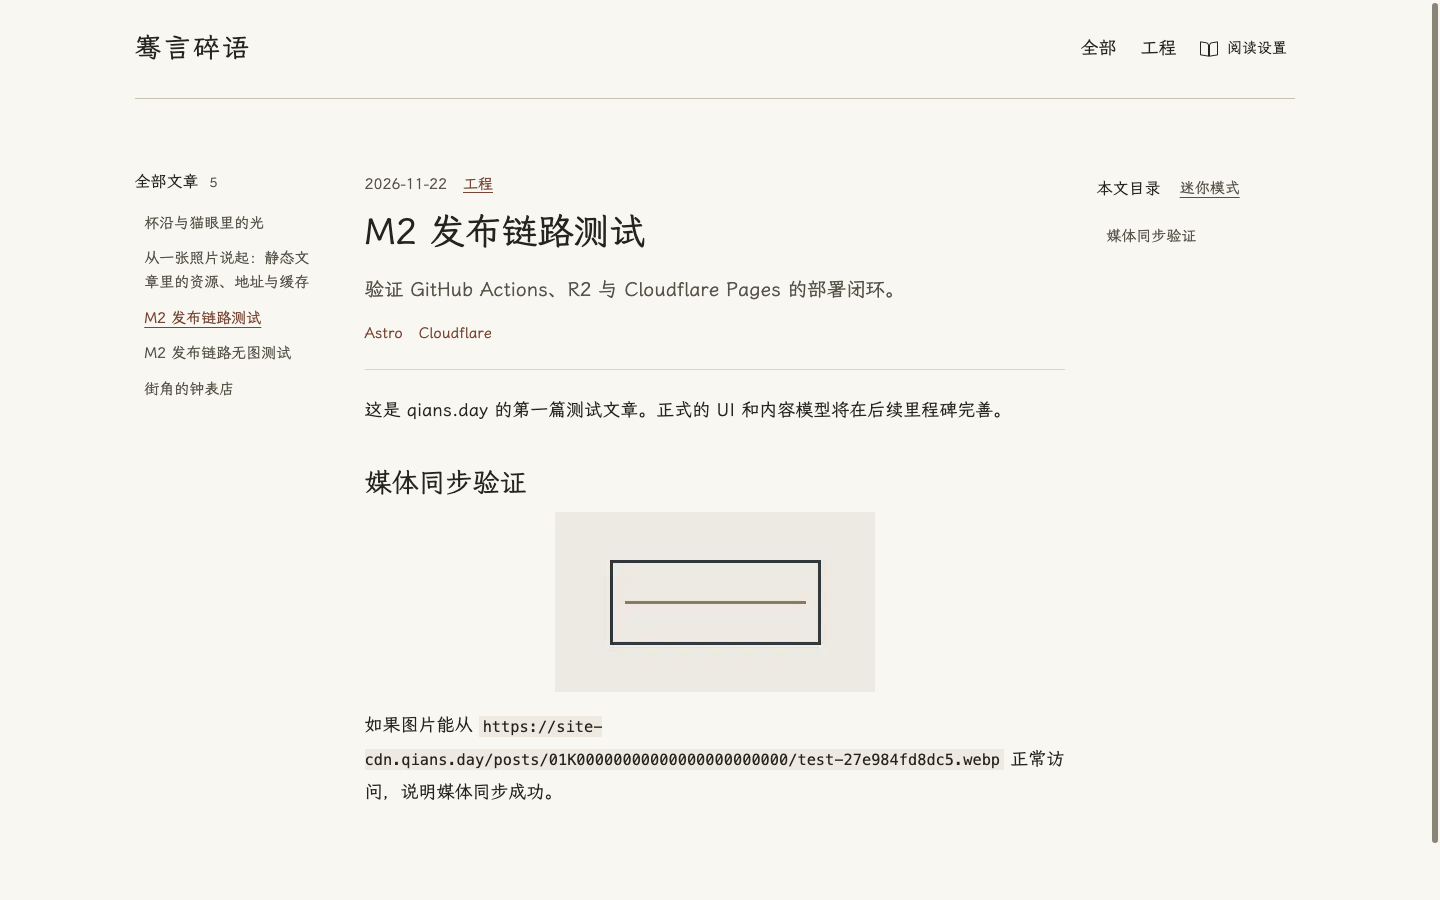 骞言碎语
全部 工程 阅读设置
全部文章 5
杯沿与猫眼里的光
从一张照片说起：静态文
章里的资源、地址与缓存
M2 发布链路测试
M2 发布链路无图测试
街角的钟表店
2026-11-22 工程
M2 发布链路测试
验证 GitHub Actions、R2 与 Cloudflare Pages 的部署闭环。
Astro Cloudflare
这是 qians.day 的第一篇测试文章。正式的 UI 和内容模型将在后续里程碑完善。
媒体同步验证
如果图片能从 https://site-
cdn.qians.day/posts/01K00000000000000000000000/test-27e984fd8dc5.webp 正常访
问，说明媒体同步成功。
本文目录 迷你模式
媒体同步验证